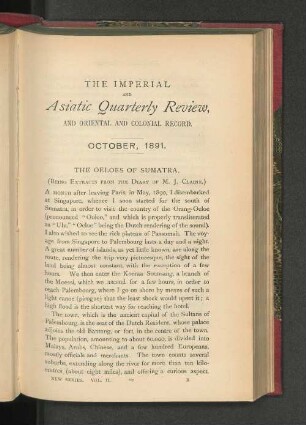 THE IMPERIAL
AND
Asiatic Quarterly Review,
AND ORIENTAL AND COLONIAL RECORD.
OCTOBER, 1891.
THE OELOES OF SUMATRA.
(BEING EXTRACTS FROM THE DIARY OF M. J. CLAINE.)
A month after leaving Paris in May, 1890, I disembarked
at Singapore, whence I soon started for the south of
Sumatra, in order to visit the country of the Orang-Oeloe
(pronounced "Ooloo," and which is properly transliterated
as "Ulu," "Oeloe" being the Dutch rendering of the sound).
I also wished to see the rich plateau of Passumah. The voy-
age from Singapore to Palembang lasts a day and a night.
A great number of islands, as yet little known, are along the
route, rendering the trip very picturesque, the sight of the
land being almost constant, with the exception of a few
hours. We then enter the Soensang, a branch
of the Moesi, which we ascend for a few hours, in order to
reach Palembang, where I go on shore by means of such a
light canoe (pirogue) that the least shock would upset it; a
high flood is the shortest way for reaching the land.
The town, which is the ancient capital of the Sultans of
Palembang, is the seat of the Dutch Resident, whose palace
adjoins the old or fort, in the centre of the town.
The population, amounting to about 60,000, is divided into
Malays, Arabs, Chinese, and a few hundred Europeans,
mostly officials and merchants. The town counts several
suburbs, extending along the river for more than ten kilo-
metres (about eight miles), and offering a curious aspect.
NEW SERIES. VOL. II. B